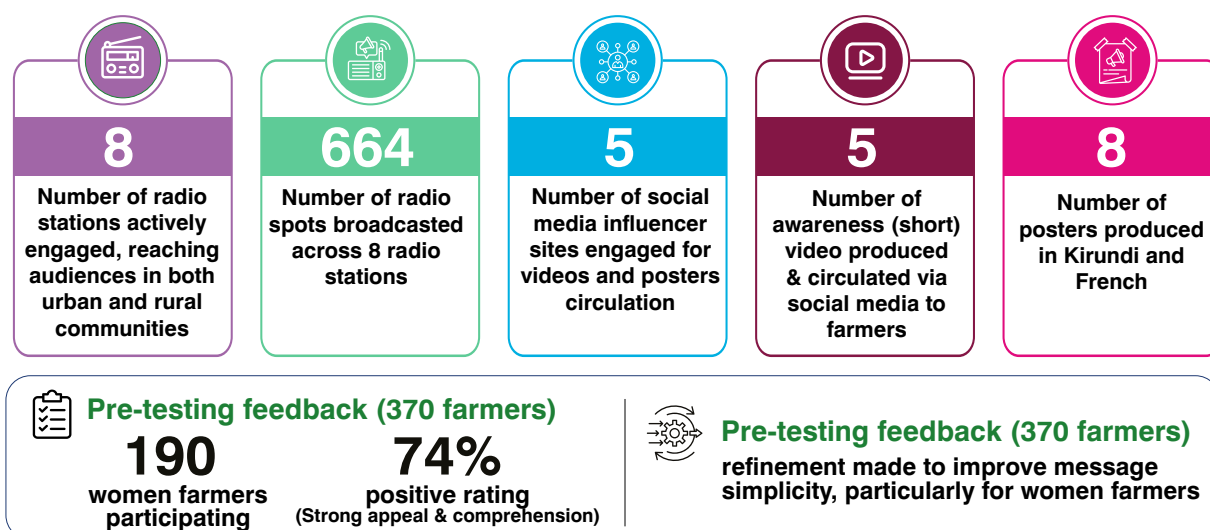 8
Number of radio
stations actively
engaged, reaching
audiences in both
urban and rural
communities
664
Number of radio
spots broadcasted
across 8 radio
stations
5
Number of social
media influencer
sites engaged for
videos and posters
circulation
5
Number of
awareness (short)
video produced
& circulated via
social media to
farmers
8
Number of
posters produced
in Kirundi and
French
Pre-testing feedback (370 farmers)
190
women farmers
participating
74%
positive rating
(Strong appeal & comprehension)
Pre-testing feedback (370 farmers)
refinement made to improve message
simplicity, particularly for women farmers